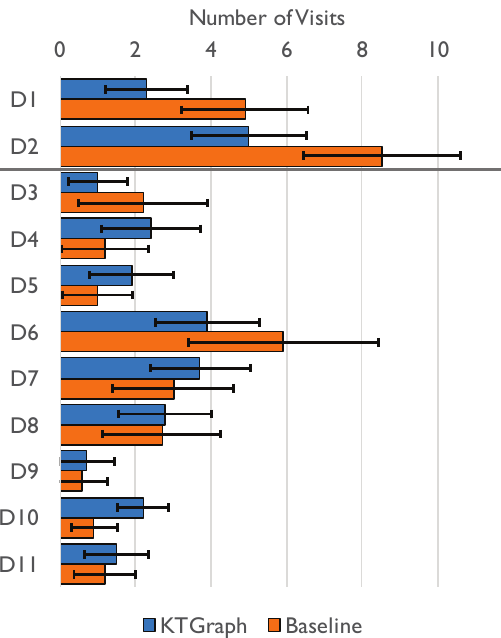 Number of Visits
0 2 4 6 8 10
D1
D2
D3
D4
D5
D6
D7
D8
D9
D10
D11
KTGraph Baseline